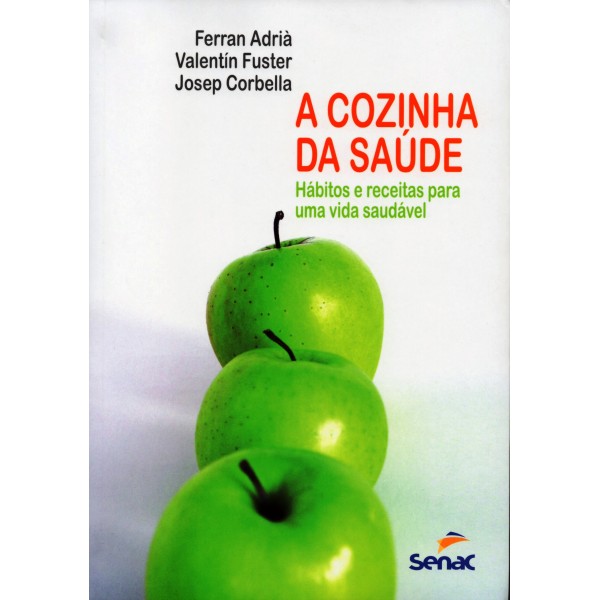 Ferran Adrià
Valentín Fuster
Josep Corbella
A COZINHA
DA SAÚDE
Hábitos e receitas para
uma vida saudável
senac